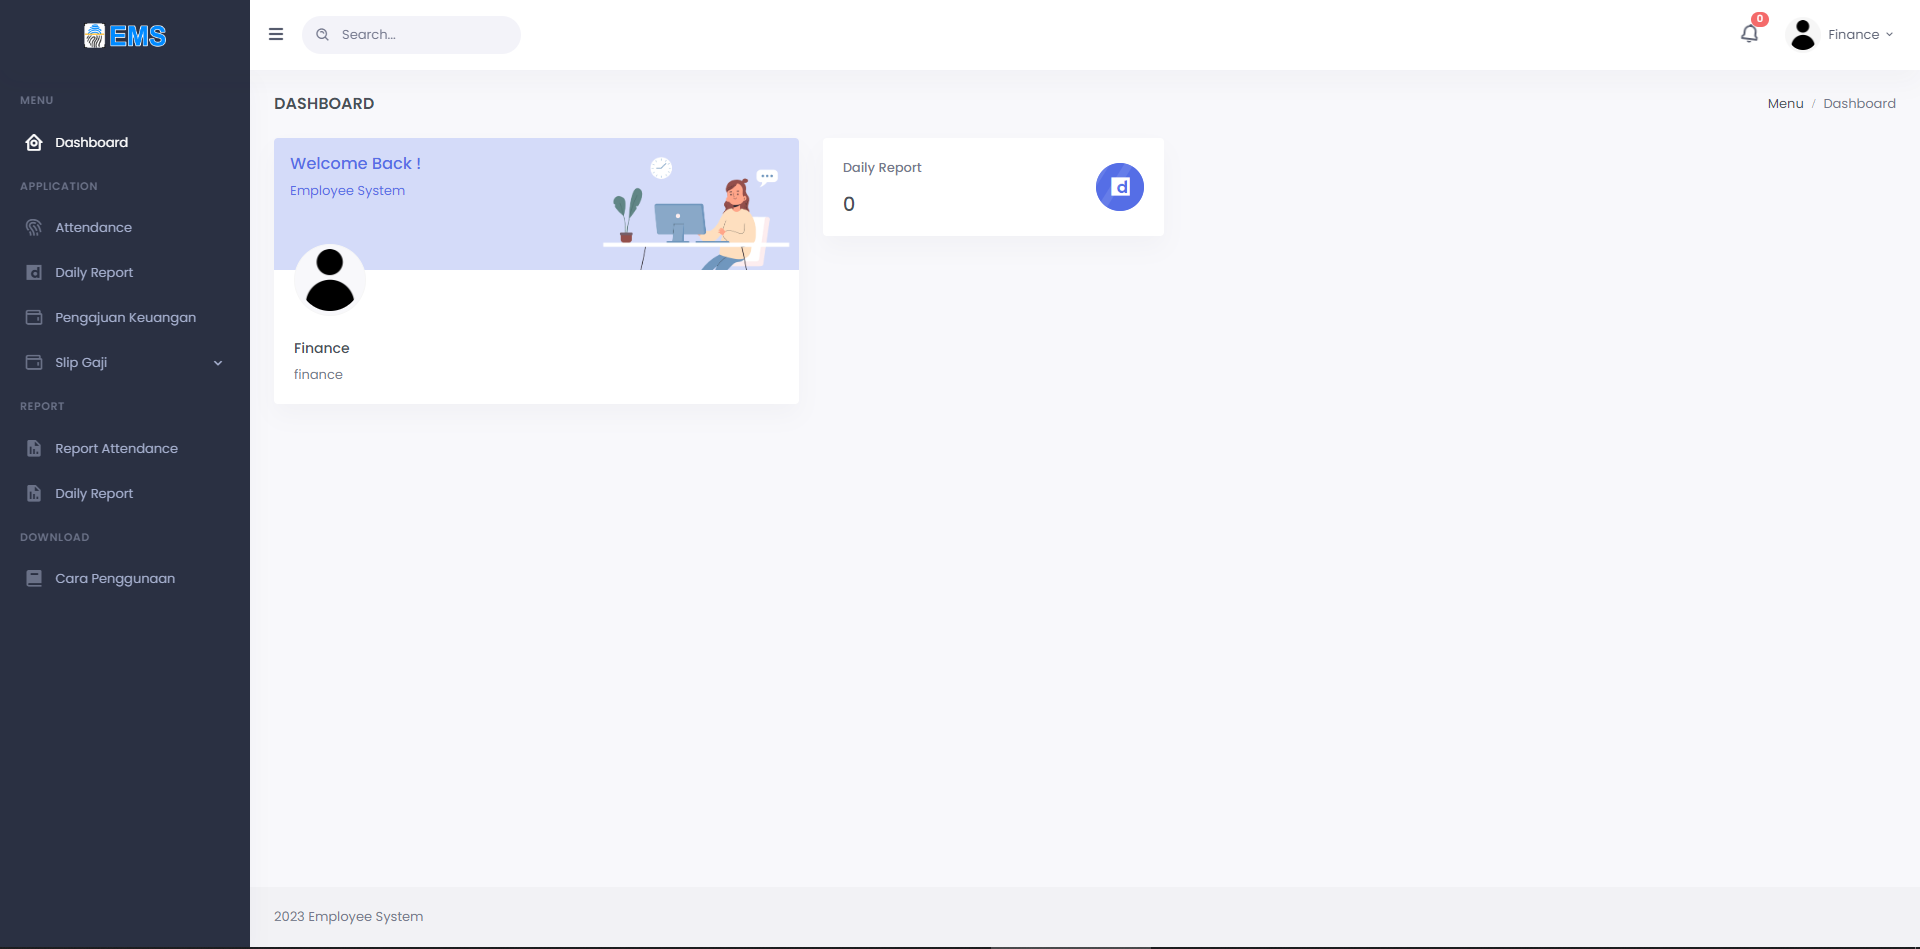 EMS
Search...
0
Finance
MENU
Dashboard
APPLICATION
Attendance
Daily Report
Pengajuan Keuangan
Slip Gaji
REPORT
Report Attendance
Daily Report
DOWNLOAD
Cara Penggunaan
DASHBOARD
Menu / Dashboard
Welcome Back !
Employee System
Finance
finance
Daily Report
0
d
2023 Employee System